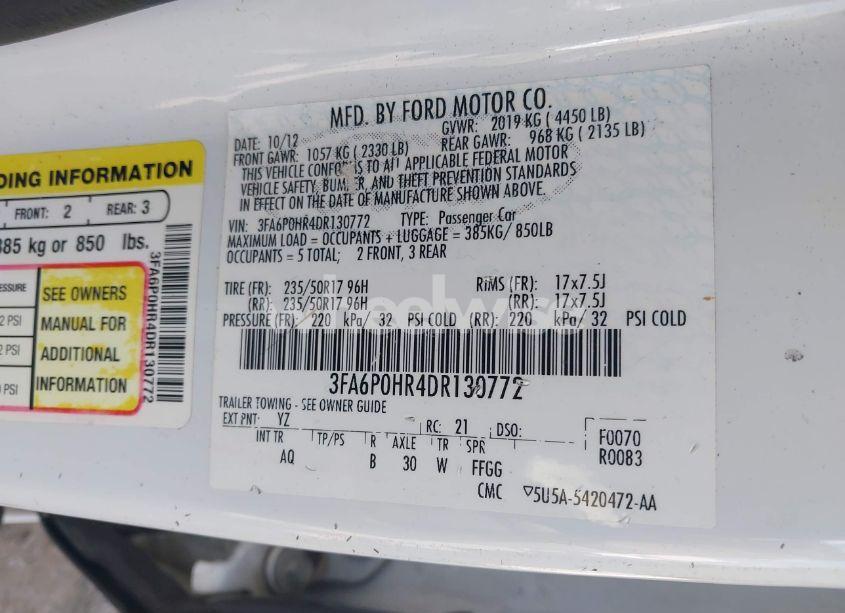 DING INFORMATION
FRONT: 2 REAR: 3
385 kg or 850 lbs.
PRESSURE
SEE OWNERS
MANUAL FOR
ADDITIONAL
INFORMATION
2 PSI
2 PSI
0 PSI
3FA6P0HR4DR130772
MFD. BY FORD MOTOR CO.
DATE: 10/12 GVWR: 2019 KG ( 4450 LB)
FRONT GAWR: 1057 KG ( 2330 LB) REAR GAWR: 968 KG ( 2135 LB)
THIS VEHICLE CONFORMS TO ALL APPLICABLE FEDERAL MOTOR
VEHICLE SAFETY, BUMPER, AND THEFT PREVENTION STANDARDS
IN EFFECT ON THE DATE OF MANUFACTURE SHOWN ABOVE.
VIN: 3FA6P0HR4DR130772 TYPE: Passenger Car
MAXIMUM LOAD = OCCUPANTS + LUGGAGE = 385KG/ 850LB
OCCUPANTS = 5 TOTAL; 2 FRONT, 3 REAR
TIRE (FR): 235/50R17 96H RiMS (FR): 17x7.5J
(RR): 235/50R17 96H (RR): 17x7.5J
PRESSURE (FR): 220 kPa/ 32 PSI COLD (RR): 220 kPa/ 32 PSI COLD
3FA6P0HR4DR130772
TRAILER TOWING - SEE OWNER GUIDE
EXT PNT: YZ RC: 21 DSO: F0070
INT TR TP/PS R AXLE TR SPR R0083
AQ B 30 W FFGG
CMC ▽5U5A-5420472-AA